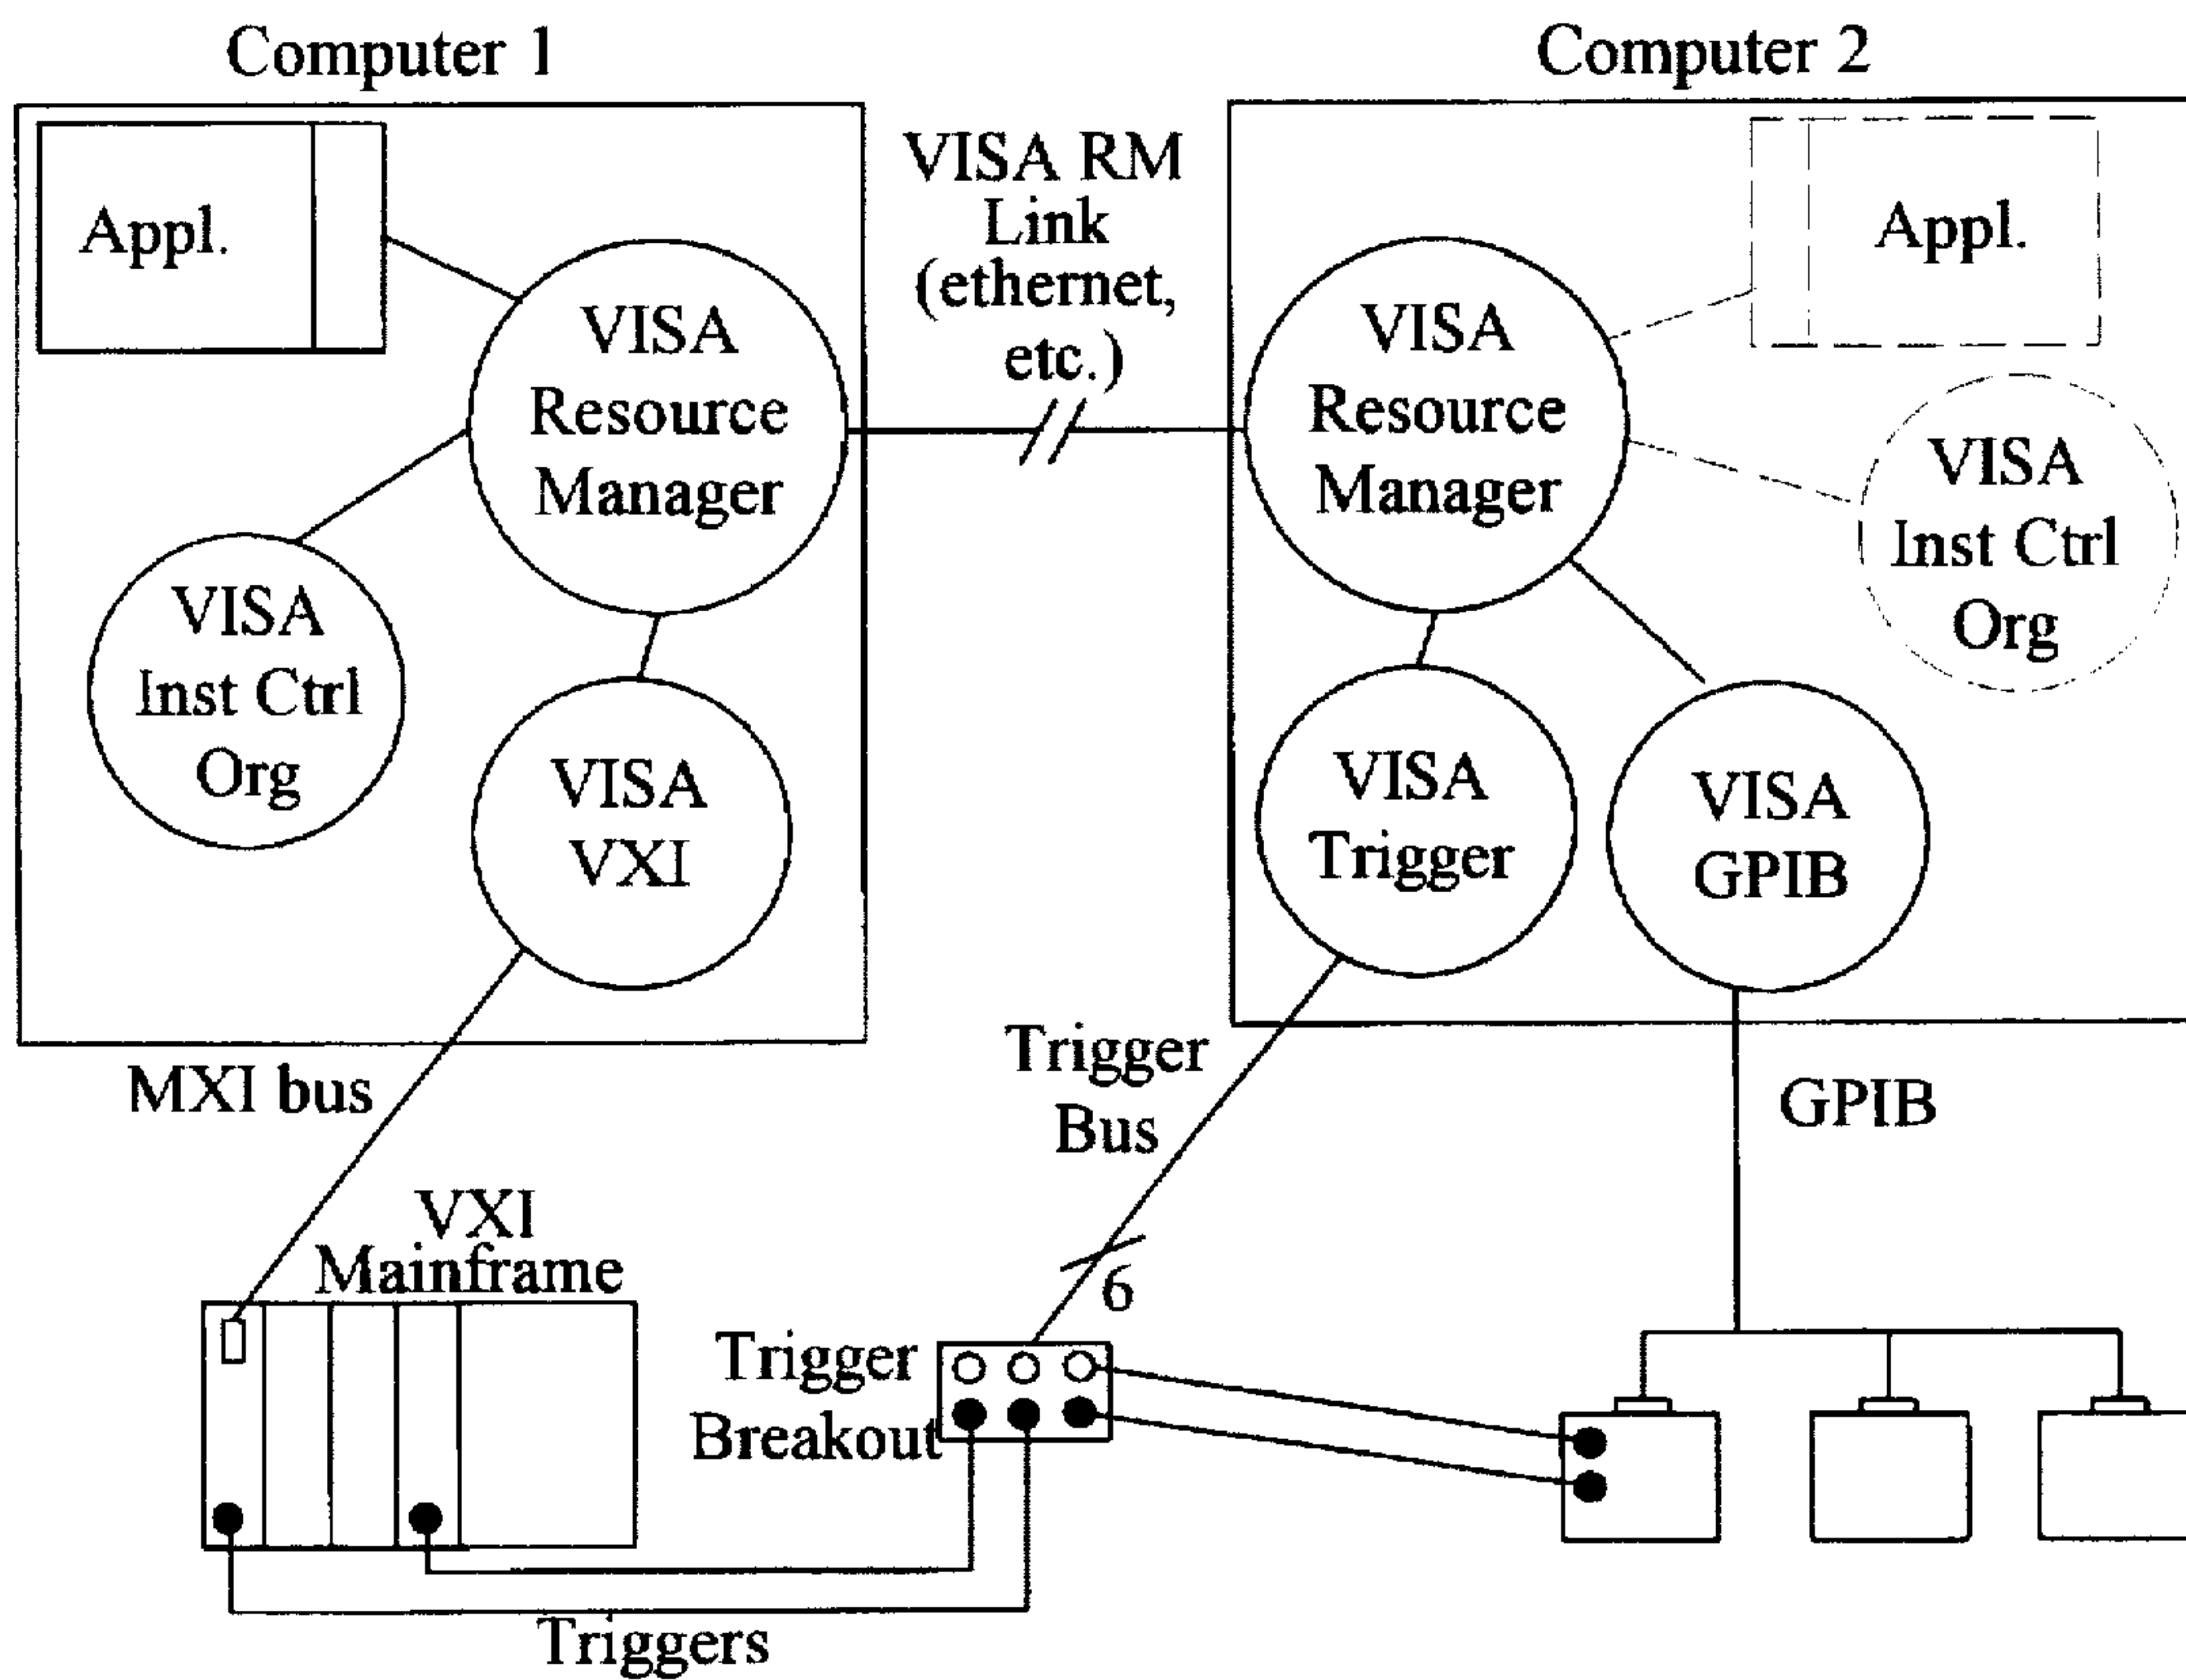 Computer 1
Computer 2
Appl.
VISA
Resource
Manager
VISA
Inst Ctrl
Org
VISA
VXI
VISA RM
Link
(ethernet,
etc.)
VISA
Resource
Manager
Appl.
VISA
Inst Ctrl
Org
VISA
Trigger
VISA
GPIB
MXI bus
Trigger
Bus
GPIB
VXI
Mainframe
6
Trigger
Breakout
Triggers